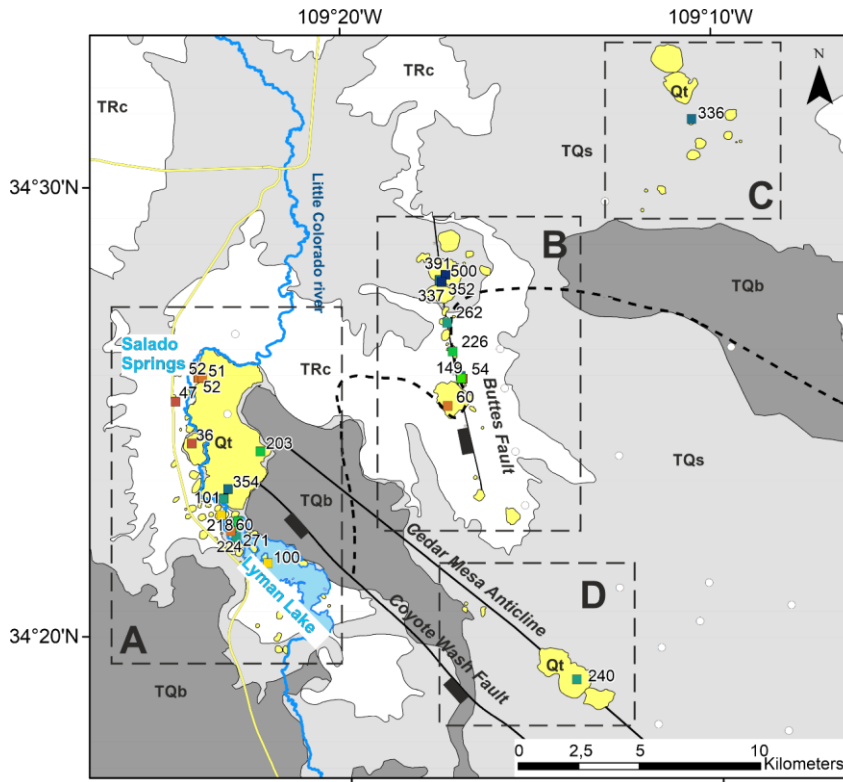 109°20'W
109°10'W
TRc
TRc
Qt
N
336
TQs
34°30'N
C
Little Colorado river
B
391
500
337
352
TQb
262
Salado
Springs
226
TRc
52
51
52
149
54
47
60
Buttes Fault
36
Qt
203
TQs
354
101
TQb
218
60
224
271
100
Cedar Mesa Anticline
Lyman Lake
Coyote Wash Fault
D
34°20'N
A
Qt
TQb
240
0
2,5
5
10
Kilometers